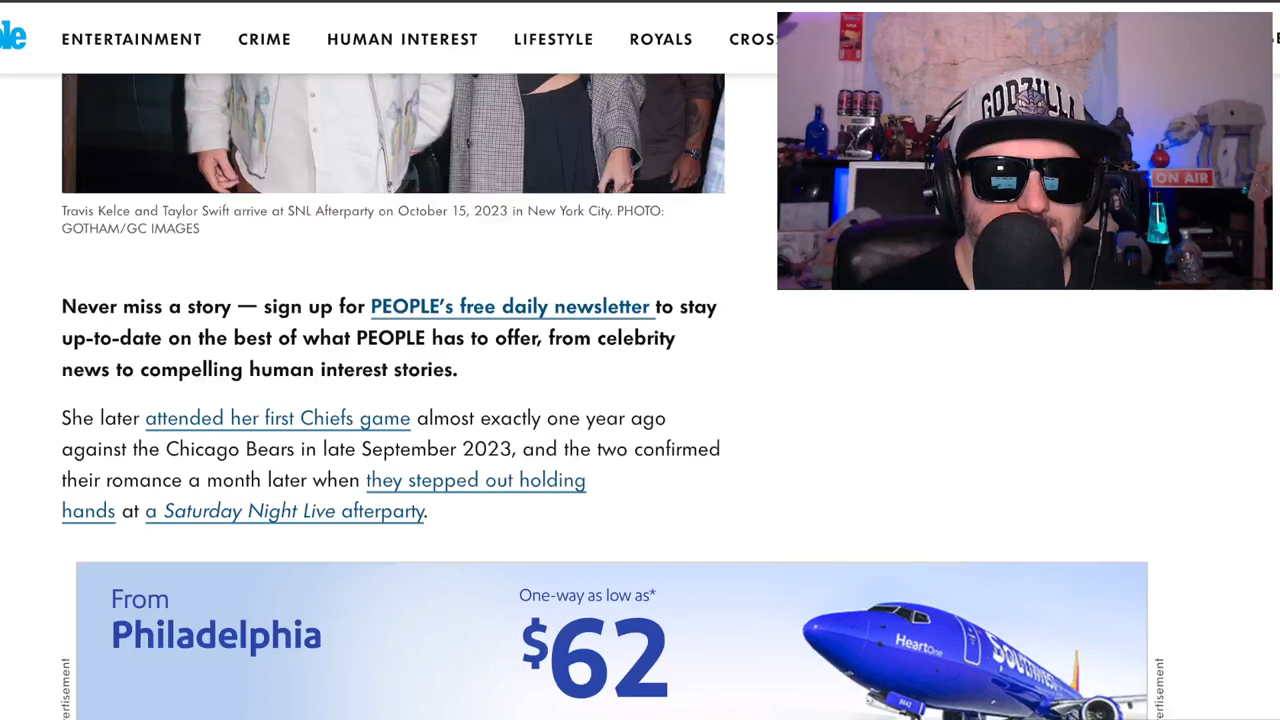 ple
ENTERTAINMENT CRIME HUMAN INTEREST LIFESTYLE ROYALS CROS
GODZILLA
ON AIR
Travis Kelce and Taylor Swift arrive at SNL Afterparty on October 15, 2023 in New York City. PHOTO:
GOTHAM/GC IMAGES
Never miss a story — sign up for PEOPLE’s free daily newsletter to stay
up-to-date on the best of what PEOPLE has to offer, from celebrity
news to compelling human interest stories.
She later attended her first Chiefs game almost exactly one year ago
against the Chicago Bears in late September 2023, and the two confirmed
their romance a month later when they stepped out holding
hands at a Saturday Night Live afterparty.
From
Philadelphia
One-way as low as*
$62
HeartOne
SOUTHWES
vertisement
vertisement